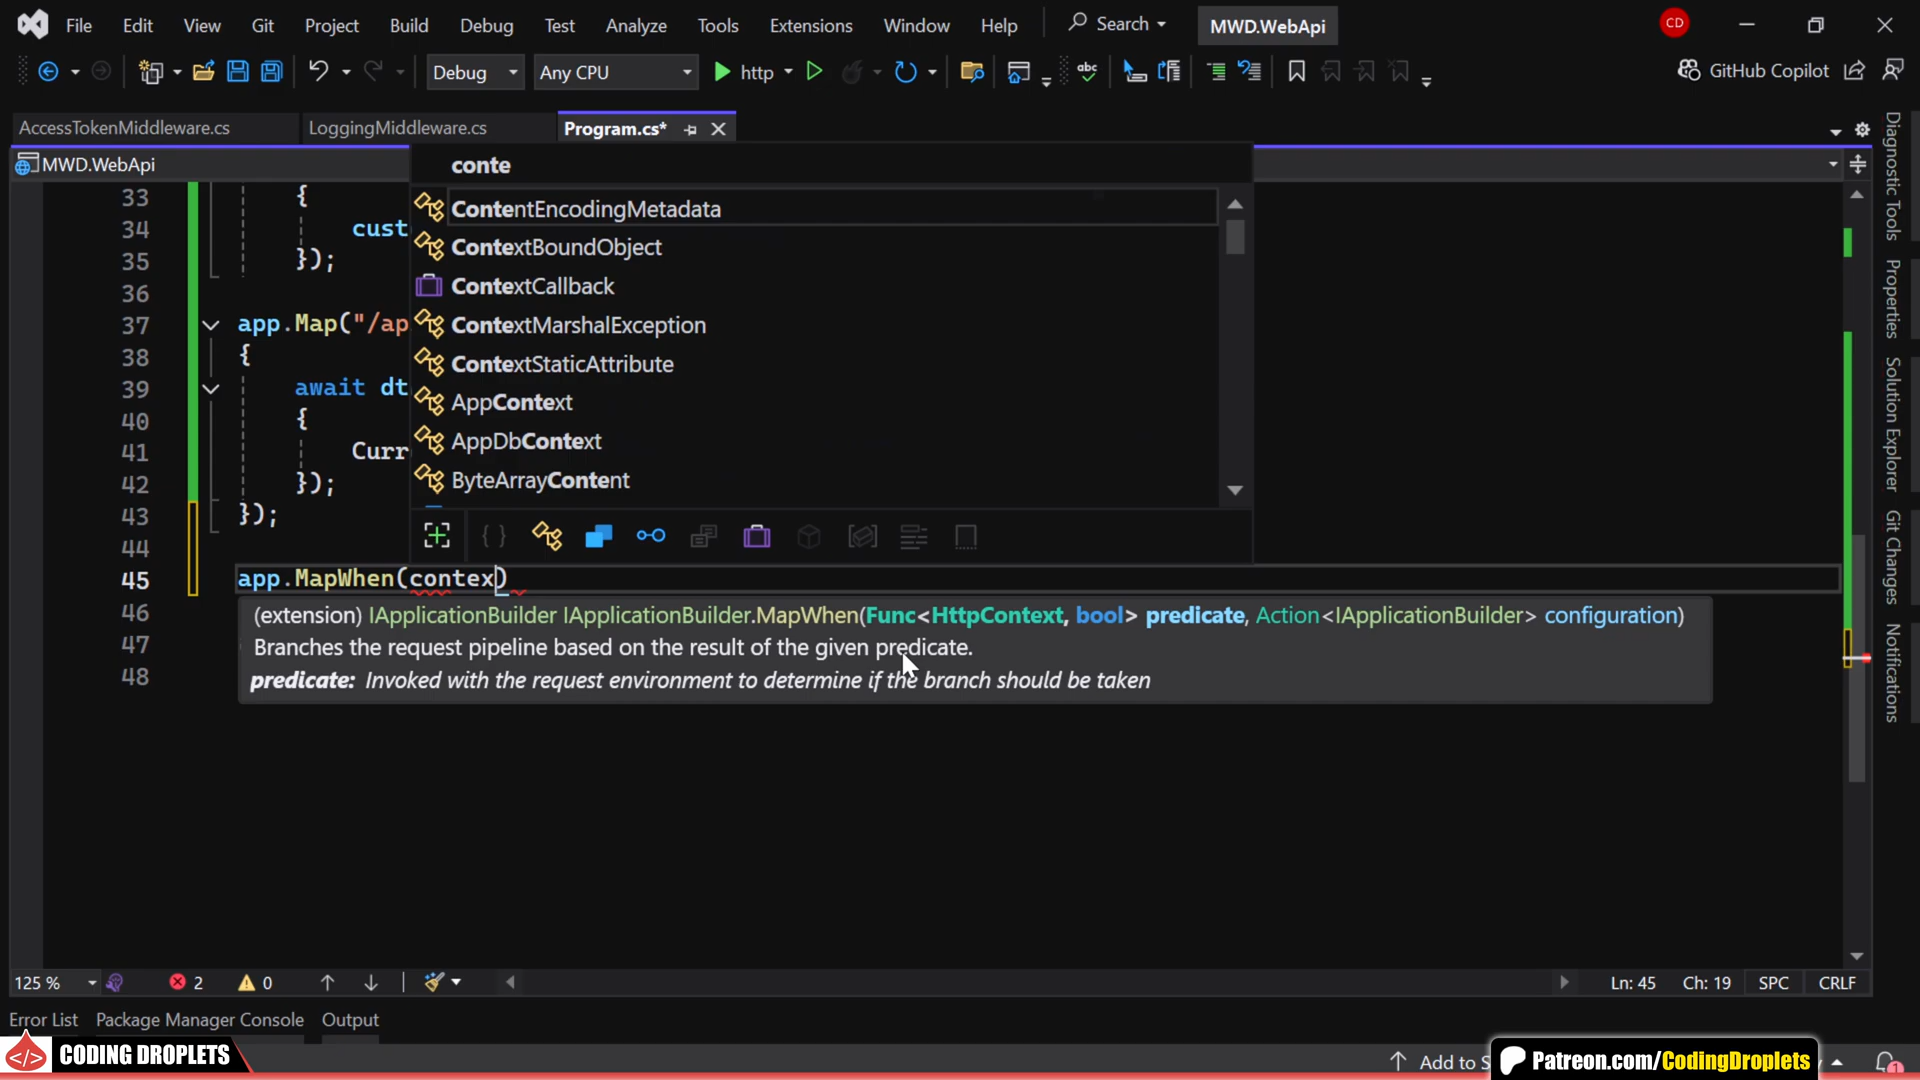 File Edit View Git Project Build Debug Test Analyze Tools Extensions Window Help Search MWD.WebApi CD
Debug Any CPU http GitHub Copilot
AccessTokenMiddleware.cs LoggingMiddleware.cs Program.cs*
MWD.WebApi
conte
ContentEncodingMetadata
ContextBoundObject
ContextCallback
ContextMarshalException
ContextStaticAttribute
AppContext
AppDbContext
ByteArrayContent
33 {
34 cust
35 });
36
37 app.Map("/ap
38 {
39 await dt
40 {
41 Curr
42 });
43 });
44
45 app.MapWhen(contex)
46
47
48
(extension) IApplicationBuilder IApplicationBuilder.MapWhen(Func<HttpContext, bool> predicate, Action<IApplicationBuilder> configuration)
Branches the request pipeline based on the result of the given predicate.
predicate: Invoked with the request environment to determine if the branch should be taken
Diagnostic Tools
Properties
Solution Explorer
Git Changes
Notifications
125 % 2 0 Ln: 45 Ch: 19 SPC CRLF
Error List Package Manager Console Output
CODING DROPLETS
Add to S
Patreon.com/CodingDroplets
1